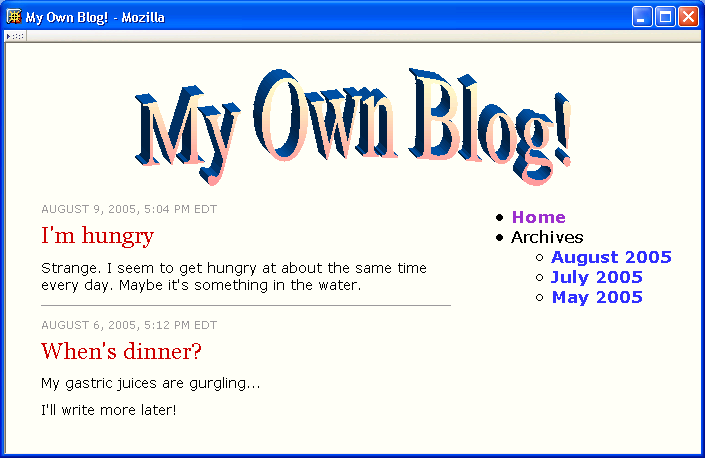 My Own Blog! - Mozilla
My Own Blog!
AUGUST 9, 2005, 5:04 PM EDT
I'm hungry
Strange. I seem to get hungry at about the same time
every day. Maybe it's something in the water.
AUGUST 6, 2005, 5:12 PM EDT
When's dinner?
My gastric juices are gurgling...
I'll write more later!
Home
Archives
August 2005
July 2005
May 2005